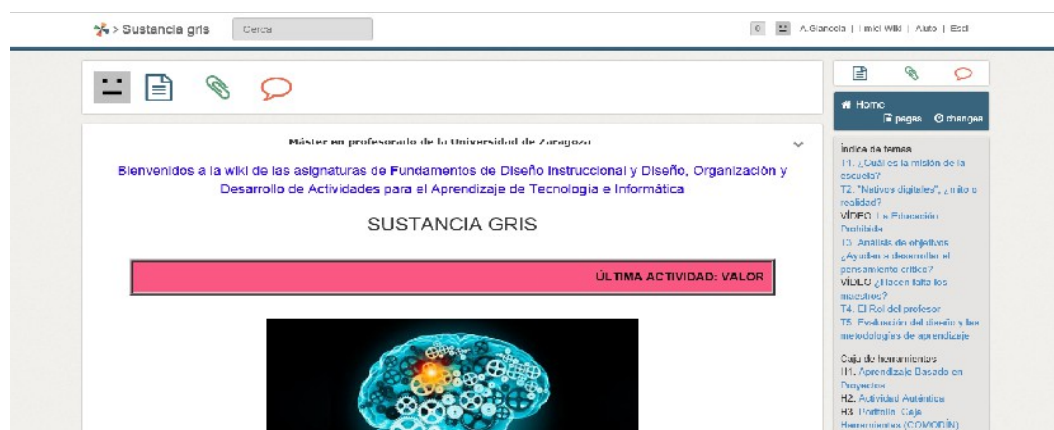 > Sustancia gris
Cerca
0
A.Giancola | I miei Wiki | Aiuto | Esci
Máster en profesorado de la Universidad de Zaragoza
Bienvenidos a la wiki de las asignaturas de Fundamentos de Diseño Instruccional y Diseño, Organización y
Desarrollo de Actividades para el Aprendizaje de Tecnología e Informática
SUSTANCIA GRIS
ÚLTIMA ACTIVIDAD: VALOR
Home
pages changes
Índice de temas
T1. ¿Cuál es la misión de la
escuela?
T2. "Nativos digitales", ¿mito o
realidad?
VÍDEO La Educación
Prohibida
T3. Análisis de objetivos
¿Ayudan a desarrollar el
pensamiento crítico?
VÍDEO ¿Hacen falta los
maestros?
T4. El Rol del profesor
T5. Evaluación del diseño y las
metodologías de aprendizaje
Caja de herramientas
H1. Aprendizaje Basado en
Proyectos
H2. Actividad Auténtica
H3. Portfolio. Caja
Herramientas (COMODÍN)